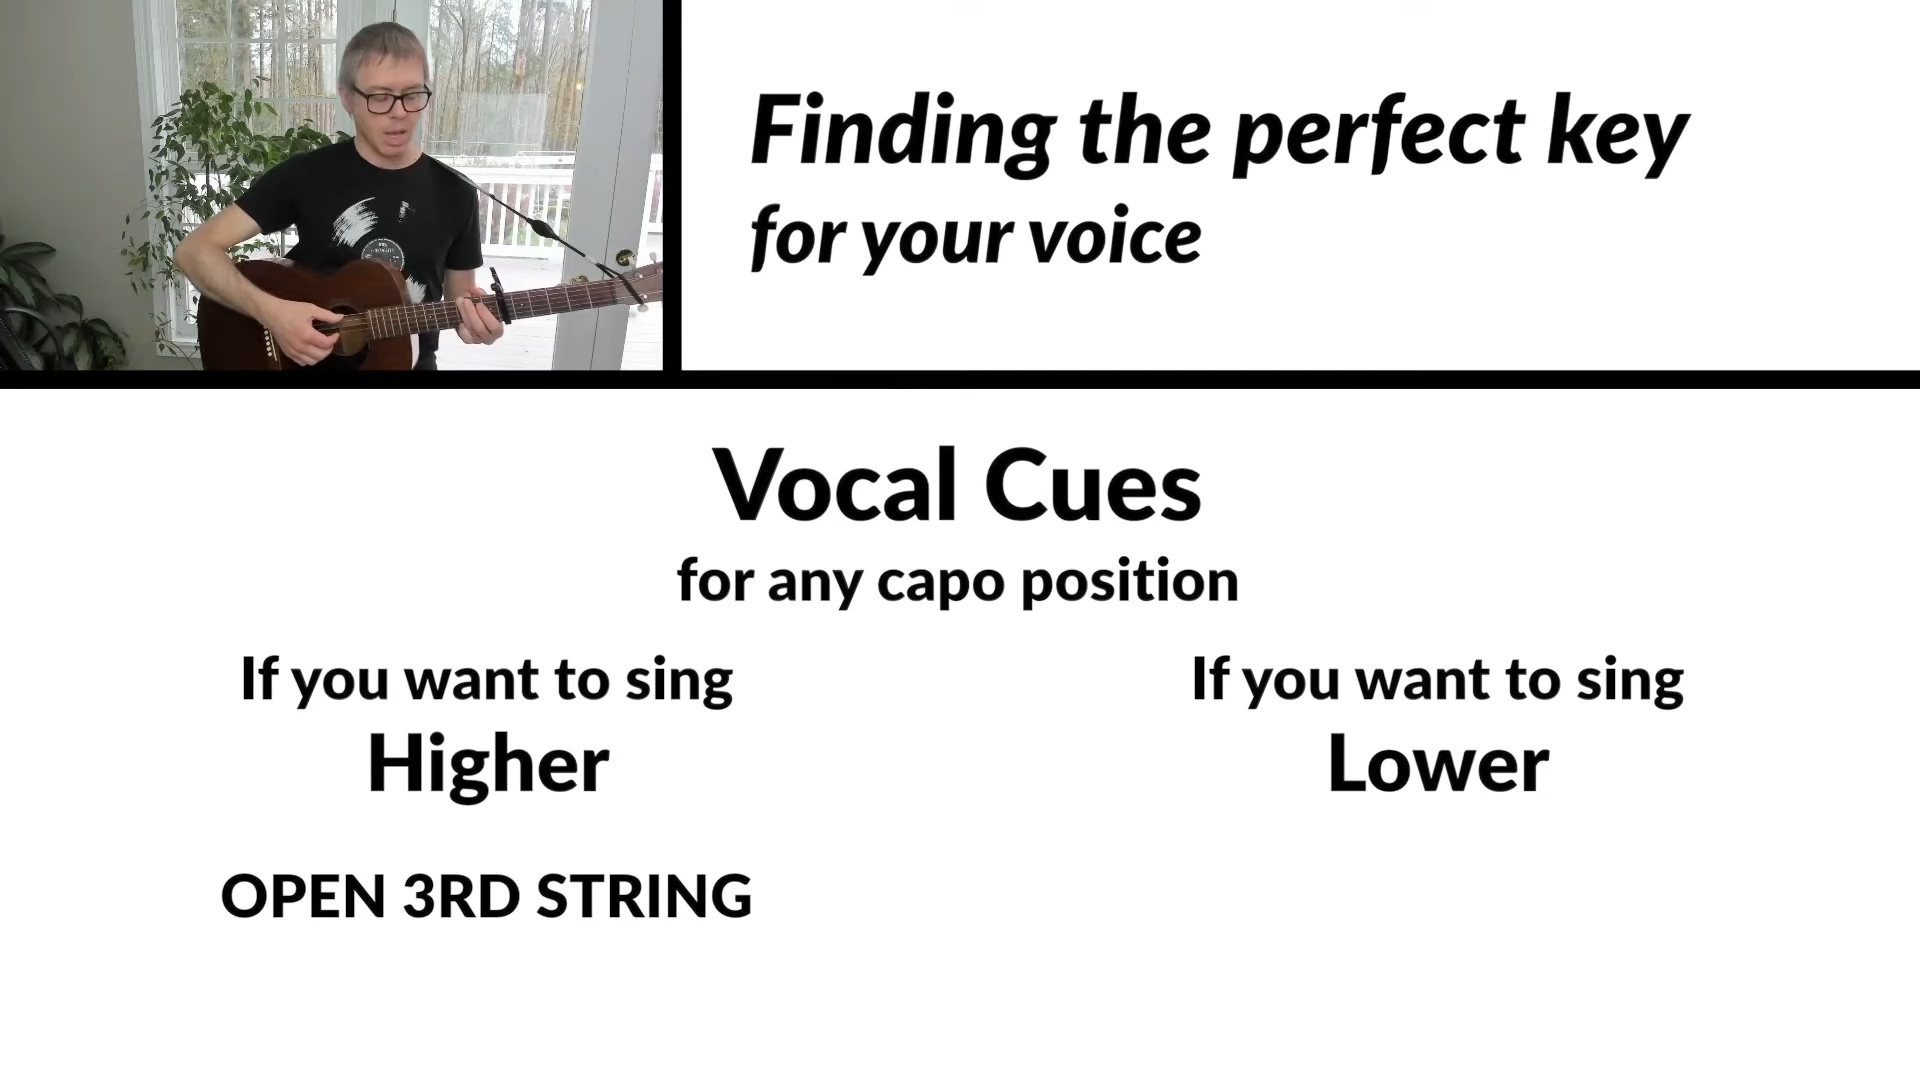 Finding the perfect key
for your voice
Vocal Cues
for any capo position
If you want to sing
Higher
If you want to sing
Lower
OPEN 3RD STRING